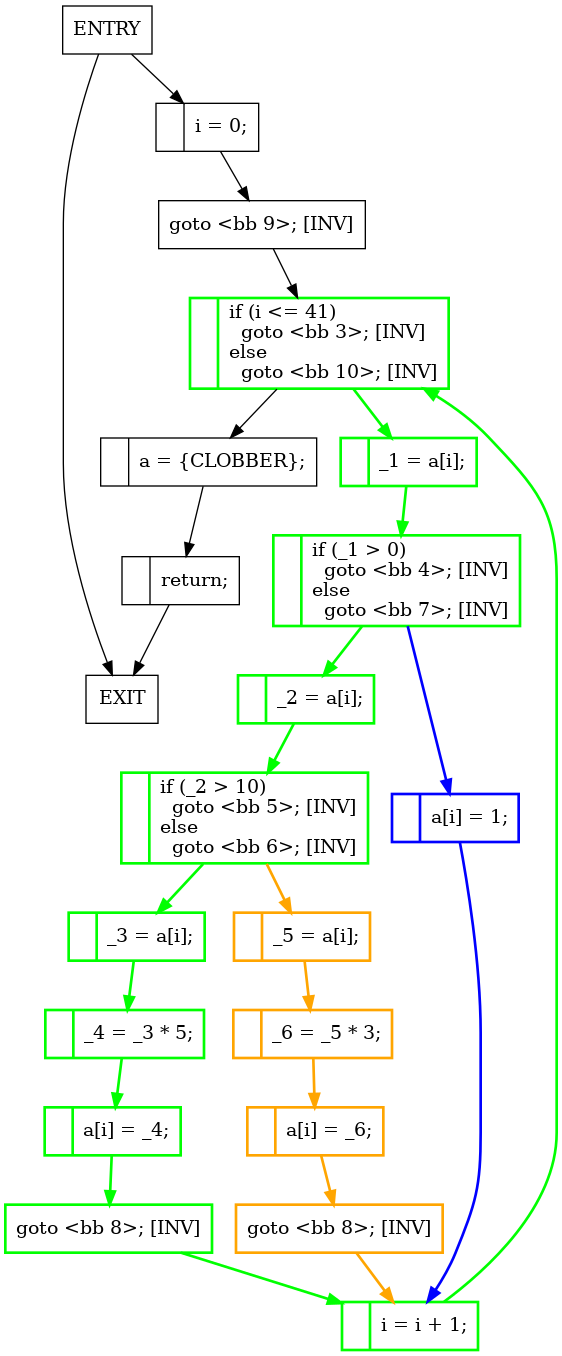 ENTRY
i = 0;
goto <bb 9>; [INV]
if (i <= 41)
goto <bb 3>; [INV]
else
goto <bb 10>; [INV]
a = {CLOBBER};
_1 = a[i];
return;
if (_1 > 0)
goto <bb 4>; [INV]
else
goto <bb 7>; [INV]
EXIT
_2 = a[i];
if (_2 > 10)
goto <bb 5>; [INV]
else
goto <bb 6>; [INV]
a[i] = 1;
_3 = a[i];
_5 = a[i];
_4 = _3 * 5;
_6 = _5 * 3;
a[i] = _4;
a[i] = _6;
goto <bb 8>; [INV]
goto <bb 8>; [INV]
i = i + 1;